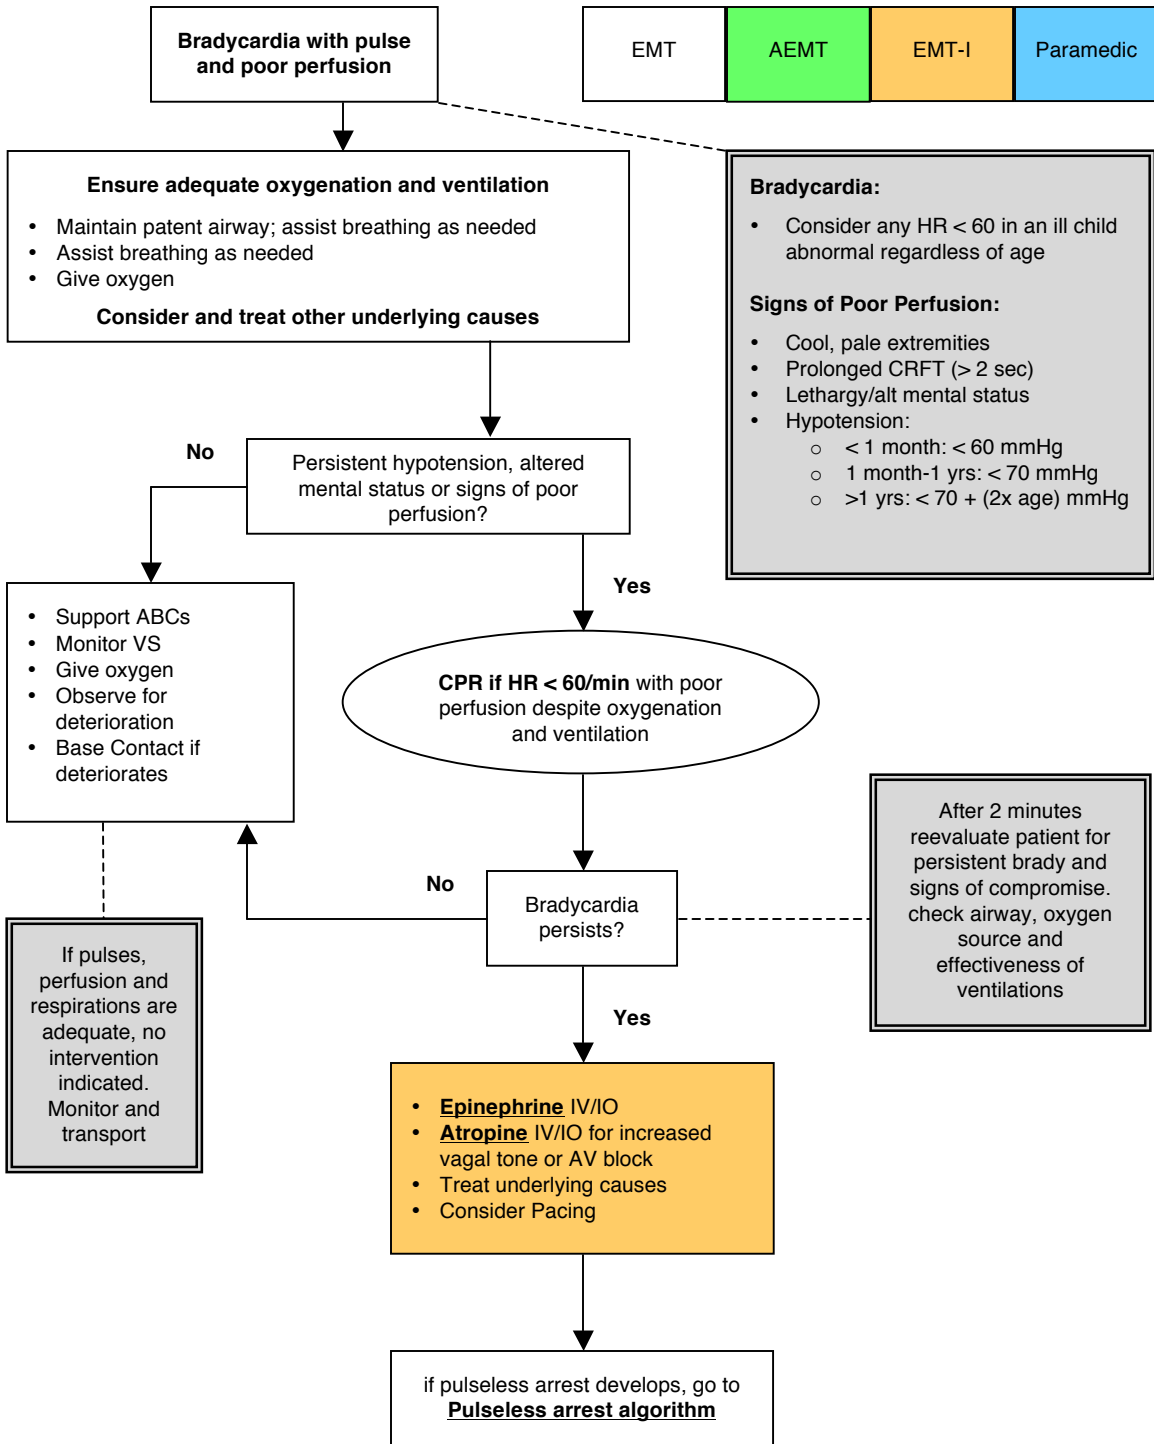 Bradycardia with pulse
and poor perfusion
EMT
AEMT
EMT-I
Paramedic
Ensure adequate oxygenation and ventilation
• Maintain patent airway; assist breathing as needed
• Assist breathing as needed
• Give oxygen
Consider and treat other underlying causes
Bradycardia:
• Consider any HR < 60 in an ill child
abnormal regardless of age
Signs of Poor Perfusion:
• Cool, pale extremities
• Prolonged CRFT (> 2 sec)
• Lethargy/alt mental status
• Hypotension:
o < 1 month: < 60 mmHg
o 1 month-1 yrs: < 70 mmHg
o >1 yrs: < 70 + (2x age) mmHg
No
Persistent hypotension, altered
mental status or signs of poor
perfusion?
Yes
• Support ABCs
• Monitor VS
• Give oxygen
• Observe for
deterioration
• Base Contact if
deteriorates
CPR if HR < 60/min with poor
perfusion despite oxygenation
and ventilation
After 2 minutes
reevaluate patient for
persistent brady and
signs of compromise.
check airway, oxygen
source and
effectiveness of
ventilations
No
Bradycardia
persists?
If pulses,
perfusion and
respirations are
adequate, no
intervention
indicated.
Monitor and
transport
Yes
• Epinephrine IV/IO
• Atropine IV/IO for increased
vagal tone or AV block
• Treat underlying causes
• Consider Pacing
if pulseless arrest develops, go to
Pulseless arrest algorithm